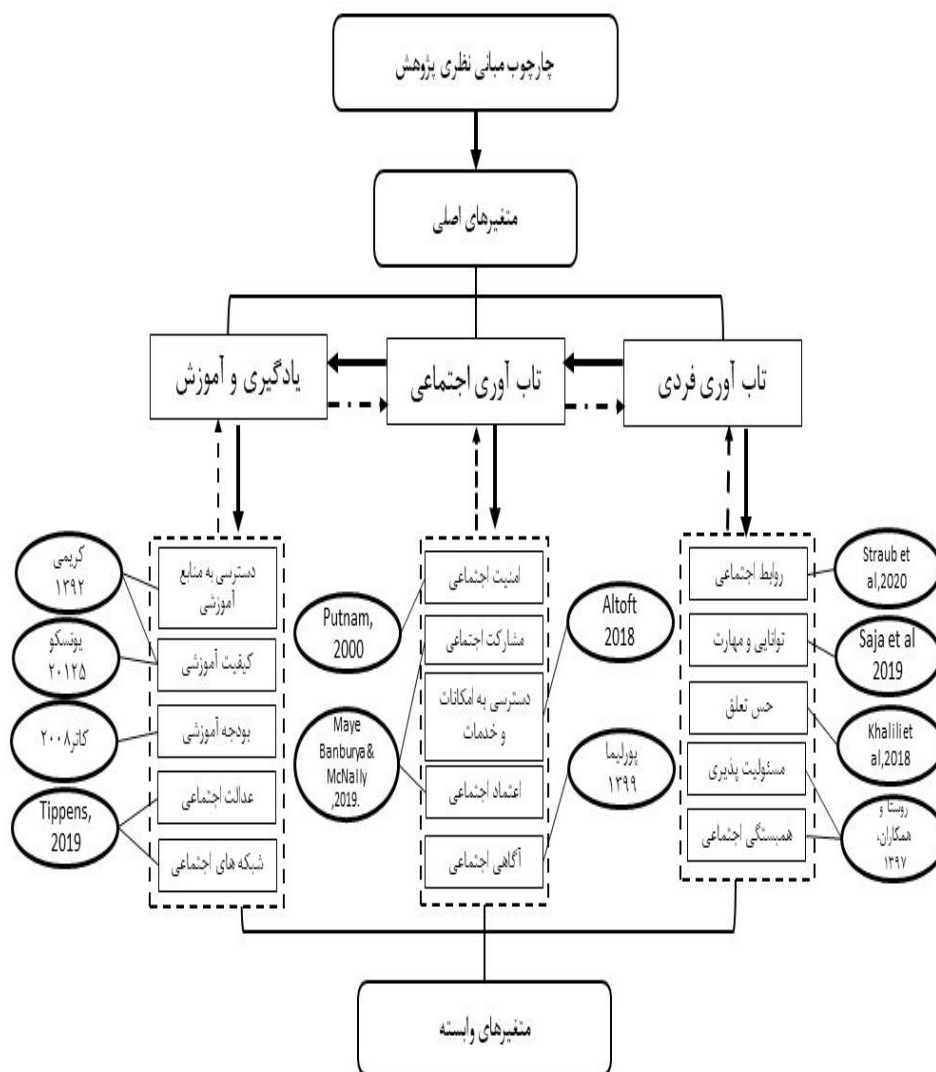 چارچوب مبانی نظری پژوهش
متغیرهای اصلی
تاب آوری فردی
تاب آوری اجتماعی
یادگیری و آموزش
روابط اجتماعی
توانایی و مهارت
حس تعلق
مسئولیت پذیری
همبستگی اجتماعی
Straub et
al,2020
Saja et al
2019
Khalili et
al,2018
روستا و
همکاران،
۱۳۹۷
امنیت اجتماعی
مشارکت اجتماعی
دسترسی به امکانات
و خدمات
اعتماد اجتماعی
آگاهی اجتماعی
Altoft
2018
پورلیما
۱۳۹۹
Putnam,
2000
Maye
Banburya&
McNally
,2019.
دسترسی به منابع
آموزشی
کیفیت آموزشی
بودجه آموزشی
عدالت اجتماعی
شبکه های اجتماعی
کریمی
۱۳۹۲
یونسکو
۲۰۱۲۵
کاتر۲۰۰۸
Tippens,
2019
متغیرهای وابسته